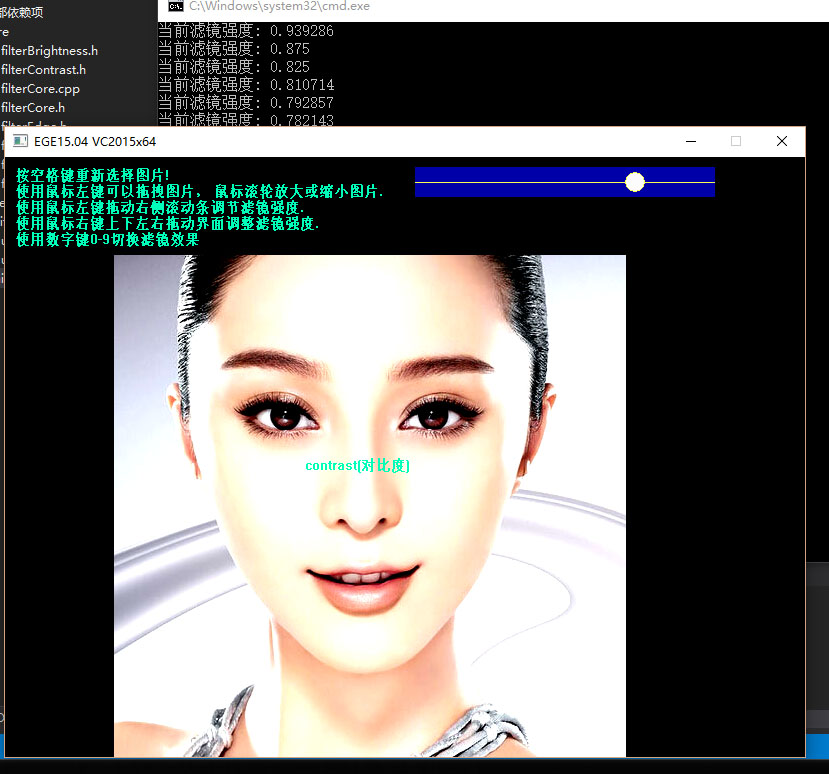 部依赖项
C:\Windows\system32\cmd.exe
re
filterBrightness.h
filterContrast.h
filterCore.cpp
filterCore.h
当前滤镜强度: 0.939286
当前滤镜强度: 0.875
当前滤镜强度: 0.825
当前滤镜强度: 0.810714
当前滤镜强度: 0.792857
当前滤镜强度: 0.782143
EGE15.04 VC2015x64
按空格键重新选择图片!
使用鼠标左键可以拖拽图片, 鼠标滚轮放大或缩小图片.
使用鼠标左键拖动右侧滚动条调节滤镜强度.
使用鼠标右键上下左右拖动界面调整滤镜强度.
使用数字键0-9切换滤镜效果
contrast(对比度)